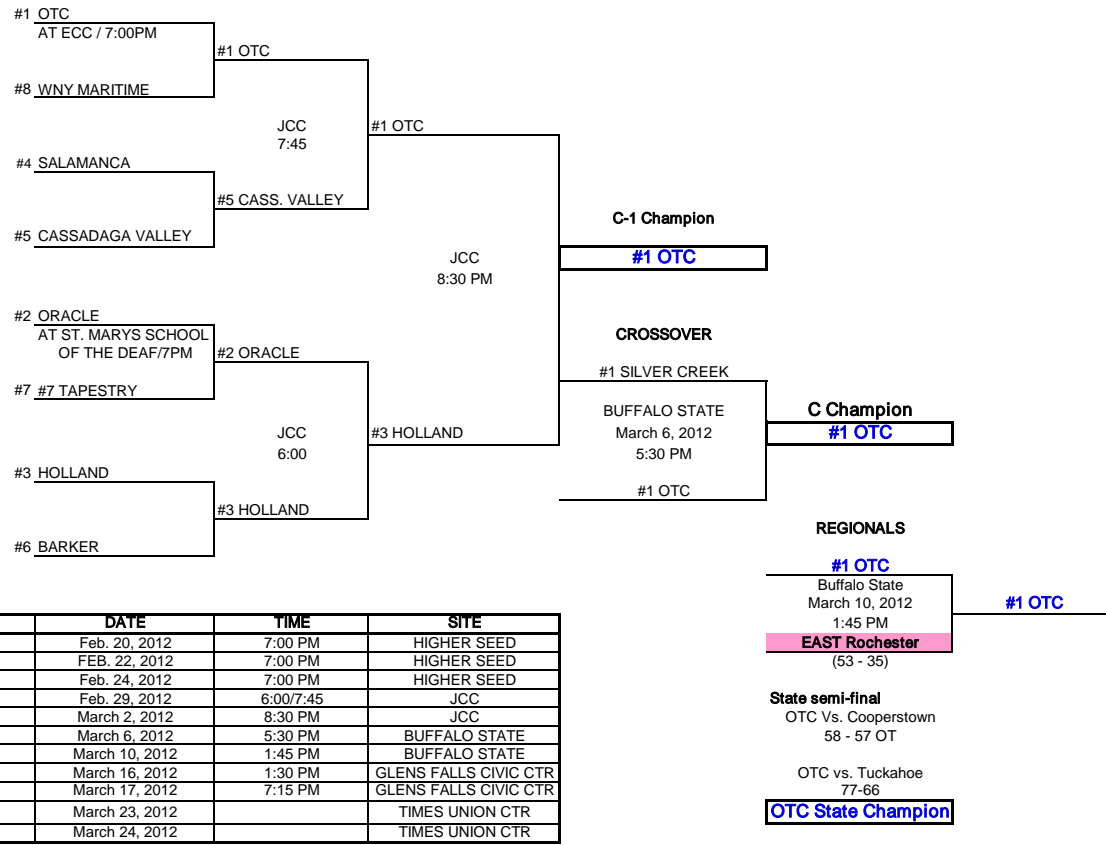 #1 OTC
AT ECC / 7:00PM
#1 OTC
#8 WNY MARITIME
JCC
7:45
#1 OTC
#4 SALAMANCA
#5 CASS. VALLEY
#5 CASSADAGA VALLEY
C-1 Champion
#1 OTC
JCC
8:30 PM
#2 ORACLE
AT ST. MARYS SCHOOL
OF THE DEAF/7PM
#2 ORACLE
#7 #7 TAPESTRY
JCC
6:00
#3 HOLLAND
#3 HOLLAND
#3 HOLLAND
#6 BARKER
CROSSOVER
#1 SILVER CREEK
BUFFALO STATE
March 6, 2012
5:30 PM
#1 OTC
C Champion
#1 OTC
REGIONALS
#1 OTC
Buffalo State
March 10, 2012
1:45 PM
EAST Rochester
(53 - 35)
#1 OTC
State semi-final
OTC Vs. Cooperstown
58 - 57 OT
OTC vs. Tuckahoe
77-66
OTC State Champion
DATE TIME SITE
Feb. 20, 2012 7:00 PM HIGHER SEED
FEB. 22, 2012 7:00 PM HIGHER SEED
Feb. 24, 2012 7:00 PM HIGHER SEED
Feb. 29, 2012 6:00/7:45 JCC
March 2, 2012 8:30 PM JCC
March 6, 2012 5:30 PM BUFFALO STATE
March 10, 2012 1:45 PM BUFFALO STATE
March 16, 2012 1:30 PM GLENS FALLS CIVIC CTR
March 17, 2012 7:15 PM GLENS FALLS CIVIC CTR
March 23, 2012 TIMES UNION CTR
March 24, 2012 TIMES UNION CTR